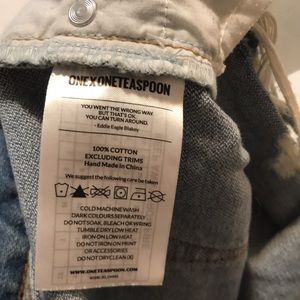 ONEXONETEASPOON
YOU WENT THE WRONG WAY
BUT THAT'S OK.
YOU CAN TURN AROUND.
- Eddie Eagle Blakey
100% COTTON
EXCLUDING TRIMS
Hand Made in China
We suggest the following care be taken
COLD MACHINE WASH
DARK COLOURS SEPARATELY
DO NOT SOAK, BLEACH OR WRING
TUMBLE DRY LOW HEAT
IRON ON LOW HEAT
DO NOT IRON ON PRINT
OR ACCESSORIES
DO NOT DRYCLEAN (X)
WWW.ONETEASPOON.COM